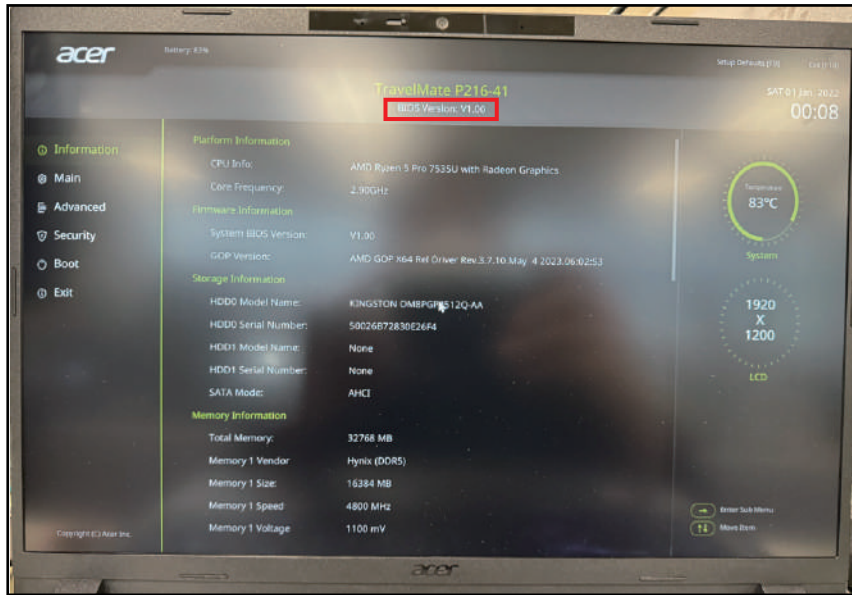 acer
Battery: 83%
Setup Defaults (F9)
TravelMate P216-41
BIOS Version: V1.00
SAT 01 Jan 2022
00:08
Information
Main
Advanced
Security
Boot
Exit
Platform Information
CPU Info: AMD Ryzen 5 Pro 7535U with Radeon Graphics
Core Frequency: 2.90GHz
Firmware Information
System BIOS Version: V1.00
GOP Version: AMD GOP X64 Rel Driver Rev.3.7.10.May 4 2023.06:02:53
Storage Information
HDD0 Model Name: KINGSTON
HDD0 Serial Number: 50026B72830E26F4
HDD1 Model Name: None
HDD1 Serial Number: None
SATA Mode: AHCI
Memory Information
Total Memory: 32768 MB
Memory 1 Vendor Hynix (DDR5)
Memory 1 Size: 16384 MB
Memory 1 Speed 4800 MHz
Memory 1 Voltage 1100 mV
Temperature
83°C
System
1920
X
1200
LCD
Enter Sub Menu
Move Item
Copyright (C) Acer Inc.
acer